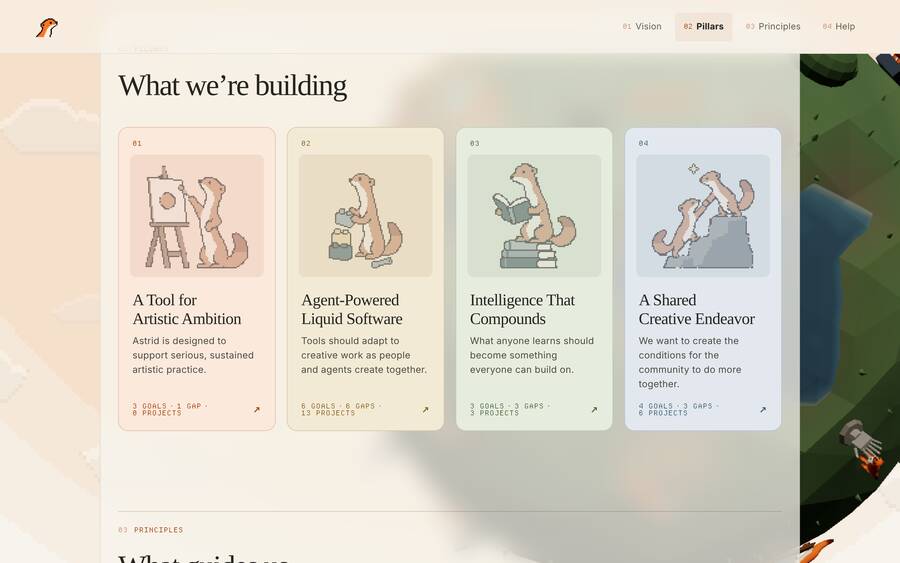 01 Vision
02 Pillars
03 Principles
04 Help
What we’re building
01
A Tool for
Artistic Ambition
Astrid is designed to
support serious, sustained
artistic practice.
3 GOALS · 1 GAP ·
0 PROJECTS
↗
02
Agent-Powered
Liquid Software
Tools should adapt to
creative work as people
and agents create together.
6 GOALS · 6 GAPS ·
13 PROJECTS
↗
03
Intelligence That
Compounds
What anyone learns should
become something
everyone can build on.
3 GOALS · 3 GAPS ·
3 PROJECTS
↗
04
A Shared
Creative Endeavor
We want to create the
conditions for the
community to do more
together.
4 GOALS · 3 GAPS ·
6 PROJECTS
↗
03 PRINCIPLES
What guides us